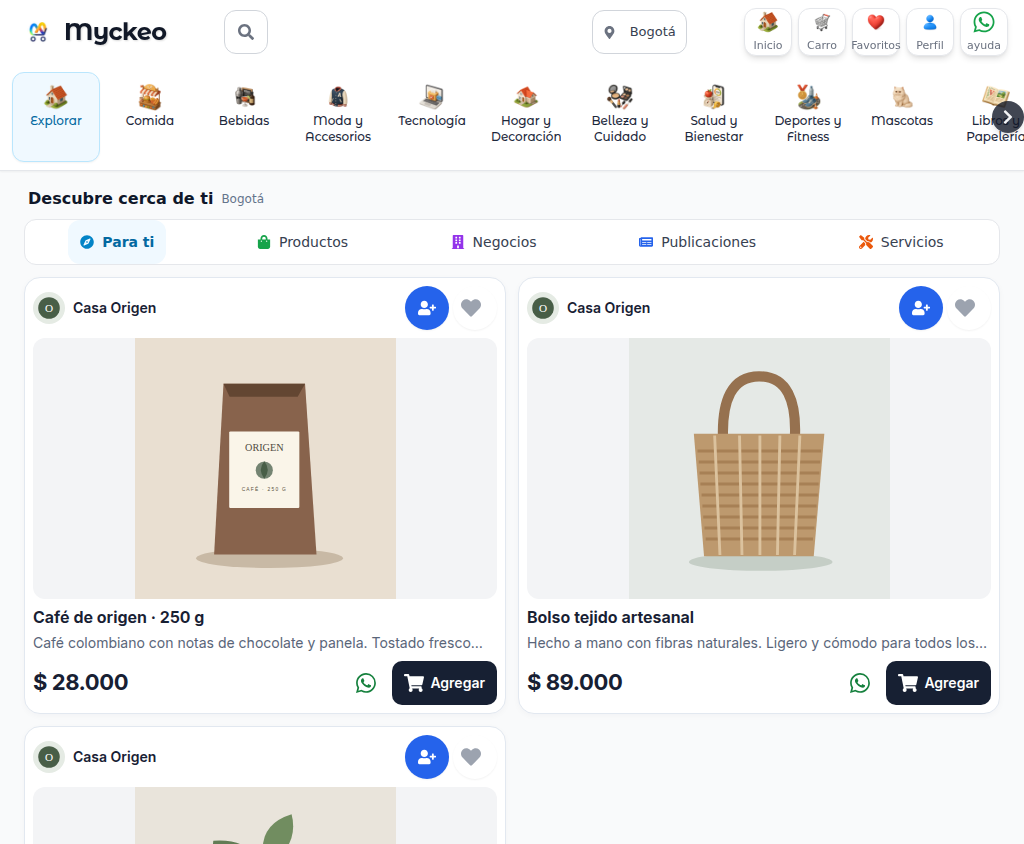 Myckeo
Bogotá
Inicio
Carro
Favoritos
Perfil
ayuda
Explorar
Comida
Bebidas
Moda y
Accesorios
Tecnología
Hogar y
Decoración
Belleza y
Cuidado
Salud y
Bienestar
Deportes y
Fitness
Mascotas
Descubre cerca de ti Bogotá
Para ti
Productos
Negocios
Publicaciones
Servicios
O Casa Origen
ORIGEN
CAFÉ · 250 G
Café de origen · 250 g
Café colombiano con notas de chocolate y panela. Tostado fresco...
$ 28.000
Agregar
O Casa Origen
Bolso tejido artesanal
Hecho a mano con fibras naturales. Ligero y cómodo para todos los...
$ 89.000
Agregar
O Casa Origen